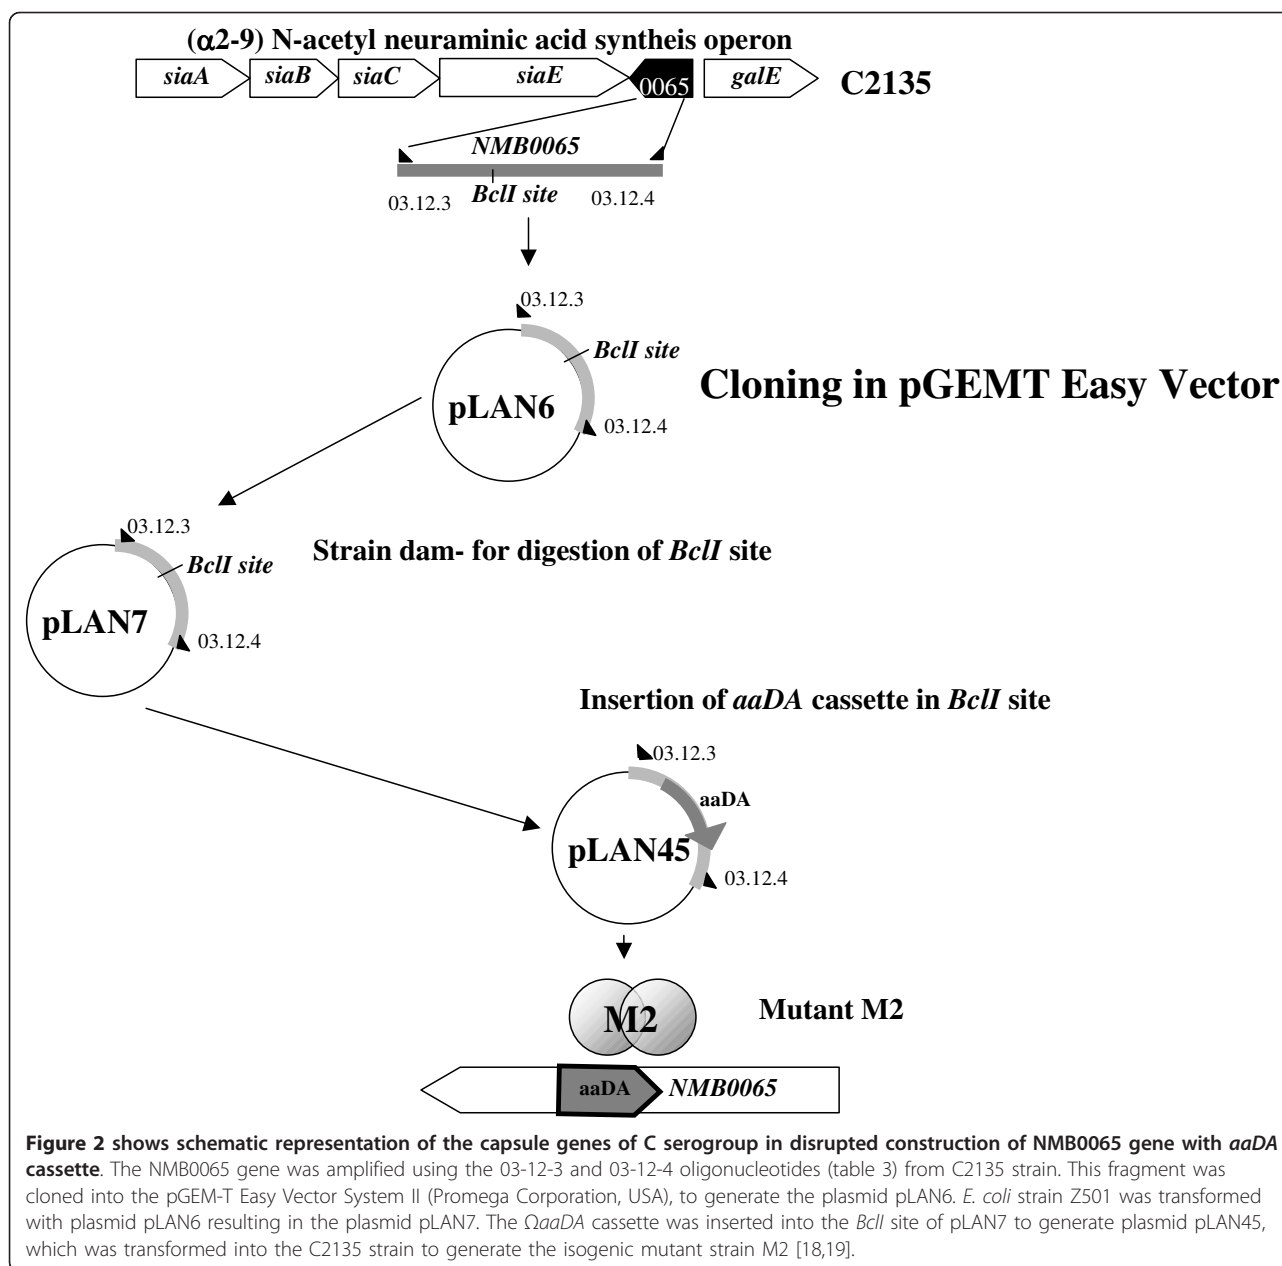 (α2-9) N-acetyl neuraminic acid syntheis operon
siaA siaB siaC siaE 0065 galE C2135
NMB0065
03.12.3 BclI site 03.12.4
03.12.3
BclI site
Cloning in pGEMT Easy Vector
pLAN6
03.12.4
03.12.3
Strain dam- for digestion of BclI site
BclI site
pLAN7
03.12.4
Insertion of aaDA cassette in BclI site
03.12.3
aaDA
pLAN45
03.12.4
M2 Mutant M2
aaDA NMB0065
Figure 2 shows schematic representation of the capsule genes of C serogroup in disrupted construction of NMB0065 gene with aaDA
cassette. The NMB0065 gene was amplified using the 03-12-3 and 03-12-4 oligonucleotides (table 3) from C2135 strain. This fragment was
cloned into the pGEM-T Easy Vector System II (Promega Corporation, USA), to generate the plasmid pLAN6. E. coli strain Z501 was transformed
with plasmid pLAN6 resulting in the plasmid pLAN7. The ΩaaDA cassette was inserted into the BclI site of pLAN7 to generate plasmid pLAN45,
which was transformed into the C2135 strain to generate the isogenic mutant strain M2 [18,19].